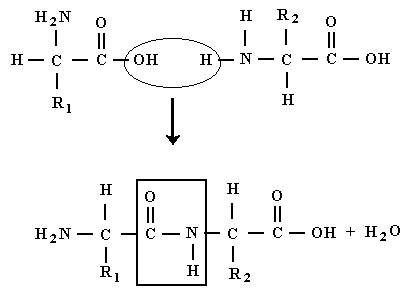 H₂N O H R₂ O
H – C – C – OH H – N – C – C – OH
R₁ H
H O H O
H₂N – C – C – N – C – C – OH + H₂O
R₁ H R₂